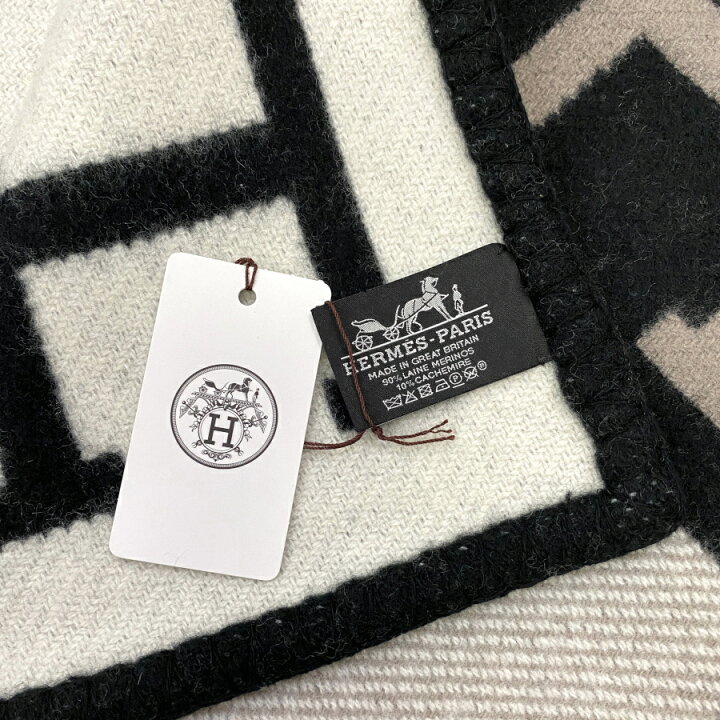 H
HERMES-PARIS
MADE IN GREAT BRITAIN
90% LAINE MERINOS
10% CACHEMIRE